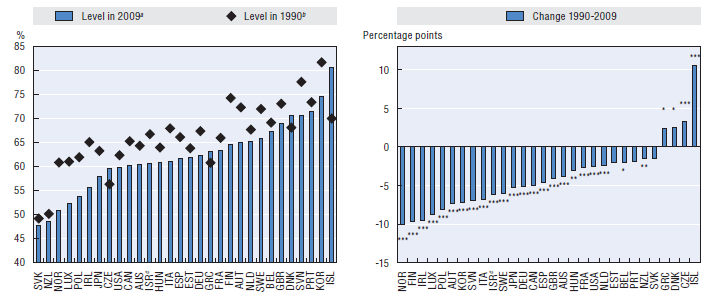 Level in 2009ᵃ
Level in 1990ᵇ
%
85
80
75
70
65
60
55
50
45
40
SVK NZL NOR LUX POL IRL JPN CZE USA CAN AUS ISR² HUN ITA ESP EST DEU GRC FRA FIN AUT NLD SWE BEL GBR DNK SVN PRT KOR ISL
Change 1990-2009
Percentage points
10
5
0
-5
-10
-15
NOR FIN IRL LUX POL AUT KOR SVN ITA ISR² SWE JPN DEU CAN ESP GBR AUS HUN FRA USA NLD EST BEL PRT NZL SVK GRC DNK CZE ISL